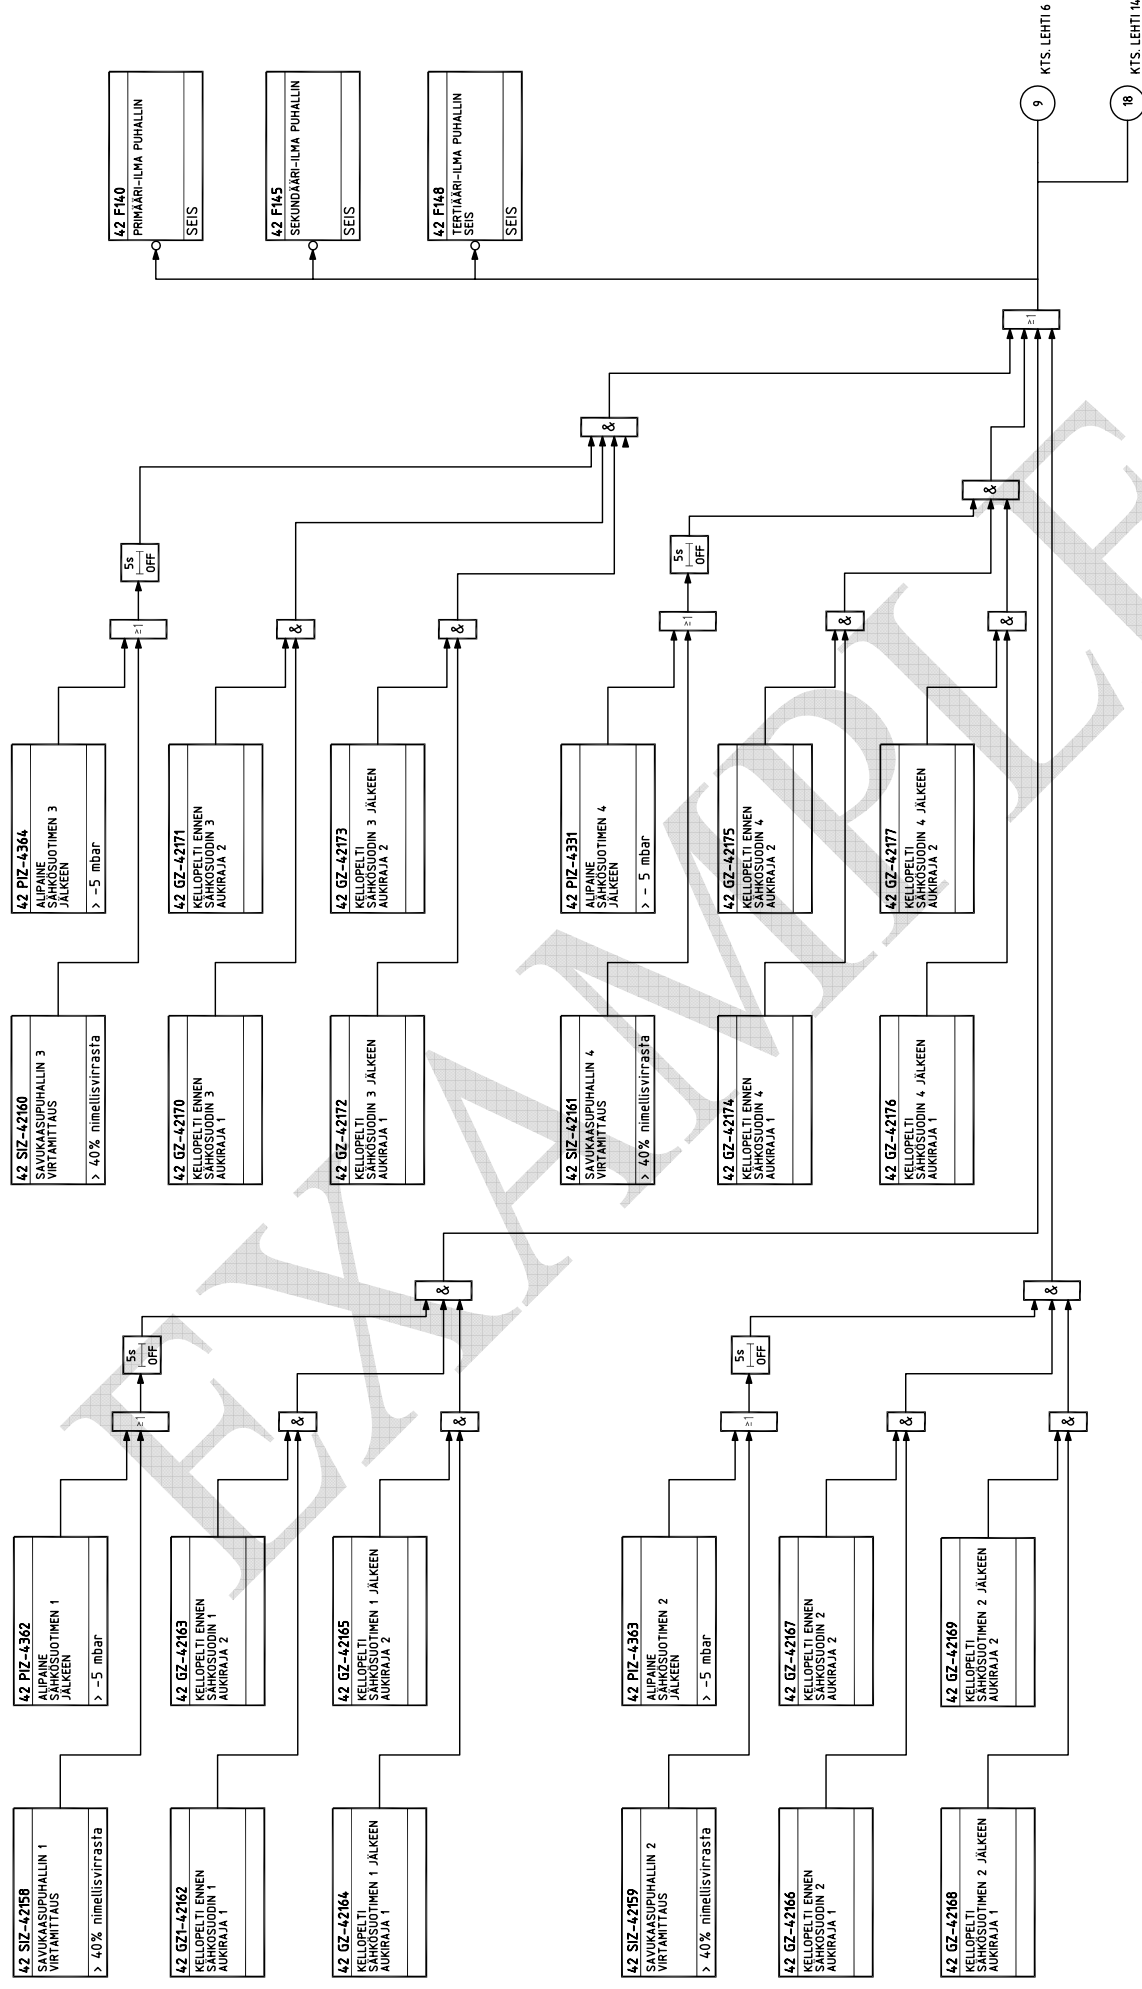 42 SIZ-42158
SAVUKAASUPUHALLIN 1
VIRTAMITTAUS
> 40% nimellisvirrasta
42 GZ1-42162
KELLOPELTI ENNEN
SÄHKÖSUODIN 1
AUKIRAJA 1
42 GZ-42164
KELLOPELTI
SÄHKÖSUOTIMEN 1 JÄLKEEN
AUKIRAJA 1
42 SIZ-42159
SAVUKAASUPUHALLIN 2
VIRTAMITTAUS
> 40% nimellisvirrasta
42 GZ-42166
KELLOPELTI ENNEN
SÄHKÖSUODIN 2
AUKIRAJA 1
42 GZ-42168
KELLOPELTI
SÄHKÖSUOTIMEN 2 JÄLKEEN
AUKIRAJA 1
42 PIZ-4362
ALIPAINE
SÄHKÖSUOTIMEN 1
JÄLKEEN
> -5 mbar
42 GZ-42163
KELLOPELTI ENNEN
SÄHKÖSUODIN 1
AUKIRAJA 2
42 GZ-42165
KELLOPELTI
SÄHKÖSUOTIMEN 1 JÄLKEEN
AUKIRAJA 2
42 PIZ-4363
ALIPAINE
SÄHKÖSUOTIMEN 2
JÄLKEEN
> -5 mbar
42 GZ-42167
KELLOPELTI ENNEN
SÄHKÖSUODIN 2
AUKIRAJA 2
42 GZ-42169
KELLOPELTI
SÄHKÖSUOTIMEN 2 JÄLKEEN
AUKIRAJA 2
≥1
&
&
≥1
&
&
5s
OFF
5s
OFF
&
&
42 SIZ-42160
SAVUKAASUPUHALLIN 3
VIRTAMITTAUS
> 40% nimellisvirrasta
42 GZ-42170
KELLOPELTI ENNEN
SÄHKÖSUODIN 3
AUKIRAJA 1
42 GZ-42172
KELLOPELTI
SÄHKÖSUODIN 3 JÄLKEEN
AUKIRAJA 1
42 SIZ-42161
SAVUKAASUPUHALLIN 4
VIRTAMITTAUS
> 40% nimellisvirrasta
42 GZ-42174
KELLOPELTI ENNEN
SÄHKÖSUODIN 4
AUKIRAJA 1
42 GZ-42176
KELLOPELTI
SÄHKÖSUODIN 4 JÄLKEEN
AUKIRAJA 1
42 PIZ-4364
ALIPAINE
SÄHKÖSUOTIMEN 3
JÄLKEEN
> -5 mbar
42 GZ-42171
KELLOPELTI ENNEN
SÄHKÖSUODIN 3
AUKIRAJA 2
42 GZ-42173
KELLOPELTI
SÄHKÖSUODIN 3 JÄLKEEN
AUKIRAJA 2
42 PIZ-4331
ALIPAINE
SÄHKÖSUOTIMEN 4
JÄLKEEN
> - 5 mbar
42 GZ-42175
KELLOPELTI ENNEN
SÄHKÖSUODIN 4
AUKIRAJA 2
42 GZ-42177
KELLOPELTI
SÄHKÖSUODIN 4 JÄLKEEN
AUKIRAJA 2
≥1
&
&
≥1
&
&
5s
OFF
5s
OFF
&
&
≥1
42 F140
PRIMÄÄRI-ILMA PUHALLIN
SEIS
42 F145
SEKUNDÄÄRI-ILMA PUHALLIN
SEIS
42 F148
TERTIÄÄRI-ILMA PUHALLIN
SEIS
SEIS
9
KTS. LEHTI 6
18
KTS. LEHTI 14
EXAMPLE